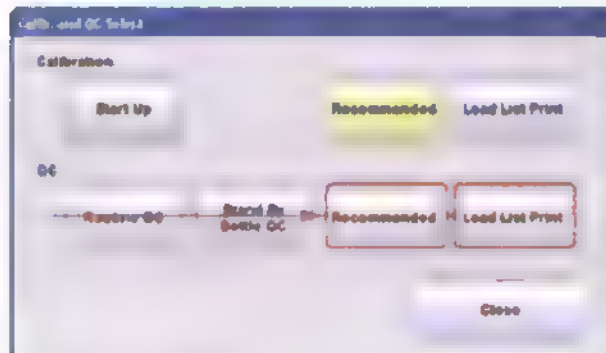 Calib. and QC Select
Calibration
Start Up
Recommended
Load List Print
QC
Routine QC
Stand By
Bottle QC
Recommended
Load List Print
Close